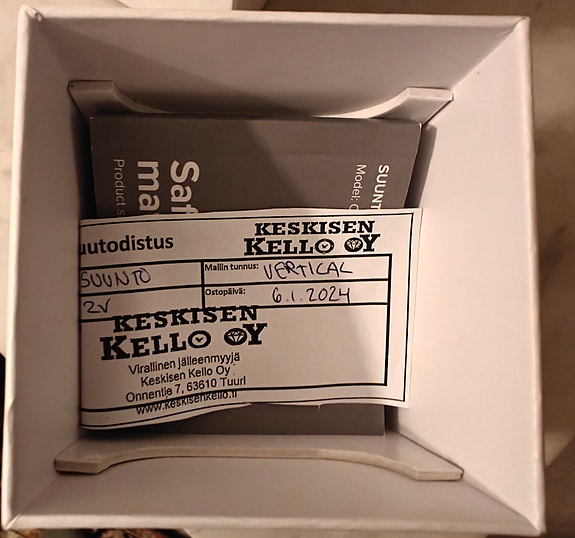 Saf
ma
Product S
SUUNT
Model:
uutodistus
KESKISEN
KELLO OY
SUUNTO
Mallin tunnus: VERTICAL
2V
Ostopäivä: 6.1.2024
KESKISEN
KELLO OY
Virallinen jälleenmyyjä
Keskisen Kello Oy
Onnentie 7, 63610 Tuuri
www.keskisenkello.fi